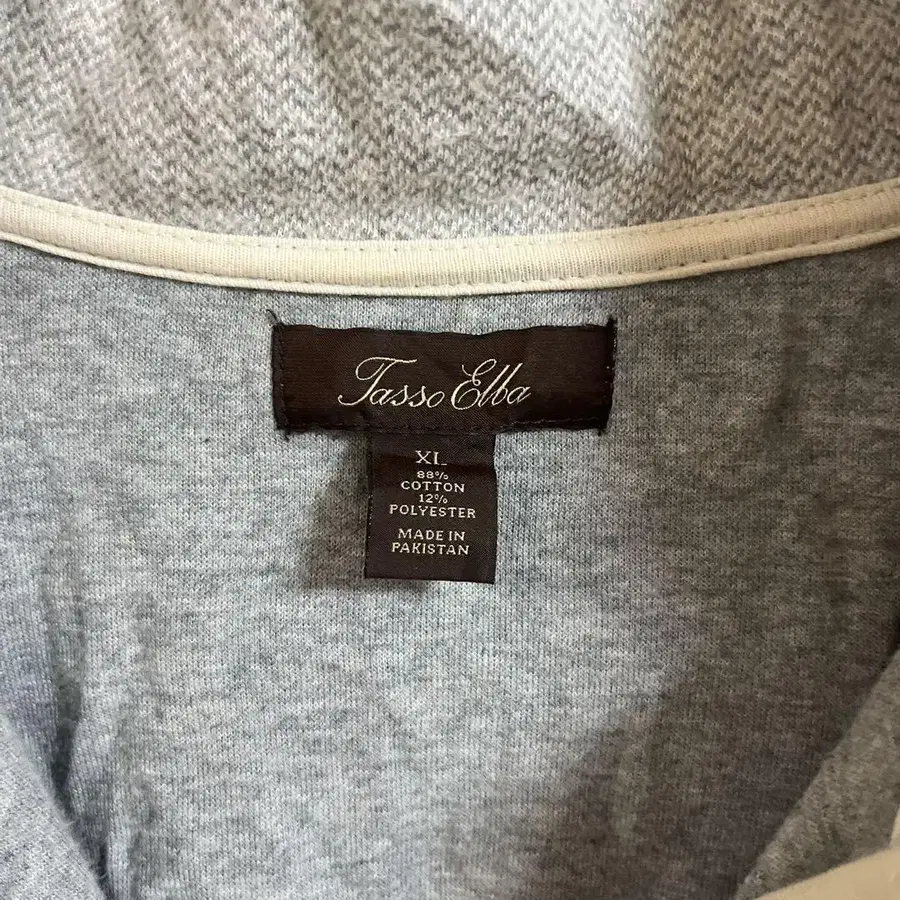 Tasso Elba
XL
88%
COTTON
12%
POLYESTER
MADE IN
PAKISTAN